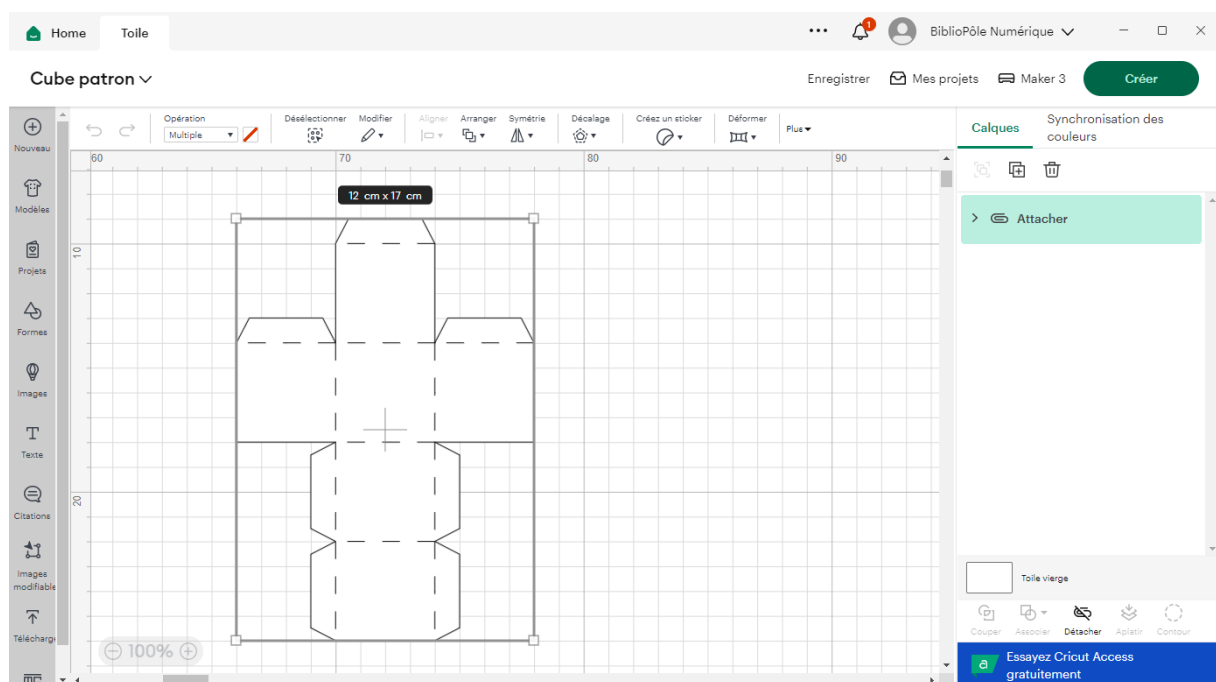 Home
Toile
1
BiblioPôle Numérique
Cube patron
Enregistrer
Mes projets
Maker 3
Créer
Nouveau
Modèles
Projets
Formes
Images
Texte
Citations
Images
modifiable
Télécharge
Opération
Multiple
Désélectionner
Modifier
Aligner
Arranger
Symétrie
Décalage
Créez un sticker
Déformer
Plus
60
70
80
90
10
20
12 cm x 17 cm
100%
Calques
Synchronisation des
couleurs
Attacher
Toile vierge
Couper
Associer
Détacher
Aplatir
Contour
a
Essayez Cricut Access
gratuitement